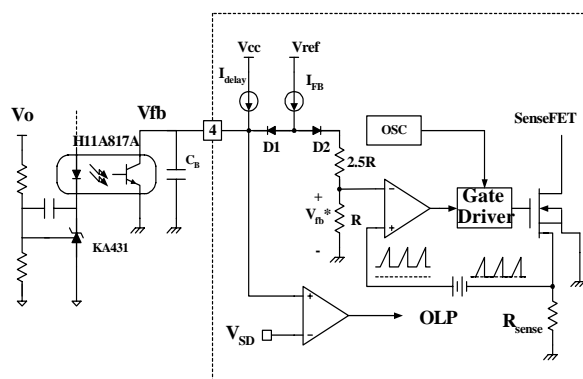 Vcc
Vref
Idelay
IFB
Vo
H11A817A
Vfb
4
CB
D1
D2
2.5R
OSC
SenseFET
+
Vfb*
-
R
−
+
Gate
Driver
KA431
VSD
+
−
OLP
Rsense